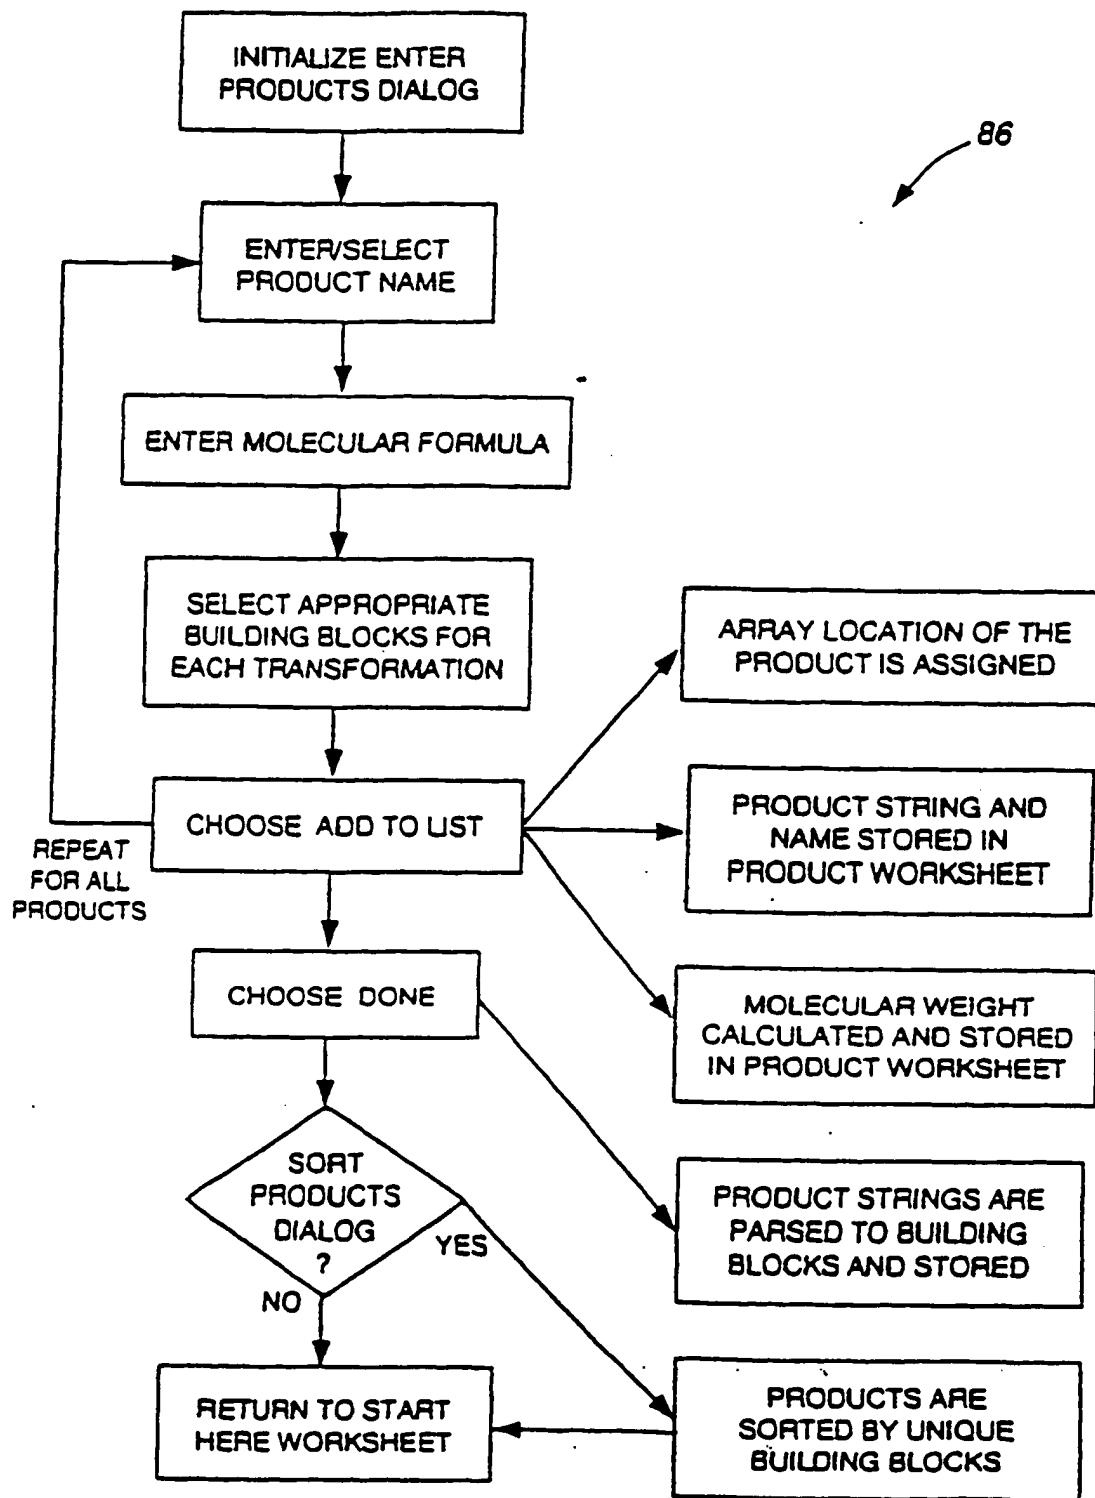 INITIALIZE ENTER
PRODUCTS DIALOG
86
ENTER/SELECT
PRODUCT NAME
ENTER MOLECULAR FORMULA
SELECT APPROPRIATE
BUILDING BLOCKS FOR
EACH TRANSFORMATION
ARRAY LOCATION OF THE
PRODUCT IS ASSIGNED
CHOOSE ADD TO LIST
REPEAT
FOR ALL
PRODUCTS
PRODUCT STRING AND
NAME STORED IN
PRODUCT WORKSHEET
CHOOSE DONE
MOLECULAR WEIGHT
CALCULATED AND STORED
IN PRODUCT WORKSHEET
SORT
PRODUCTS
DIALOG
?
YES
NO
PRODUCT STRINGS ARE
PARSED TO BUILDING
BLOCKS AND STORED
RETURN TO START
HERE WORKSHEET
PRODUCTS ARE
SORTED BY UNIQUE
BUILDING BLOCKS